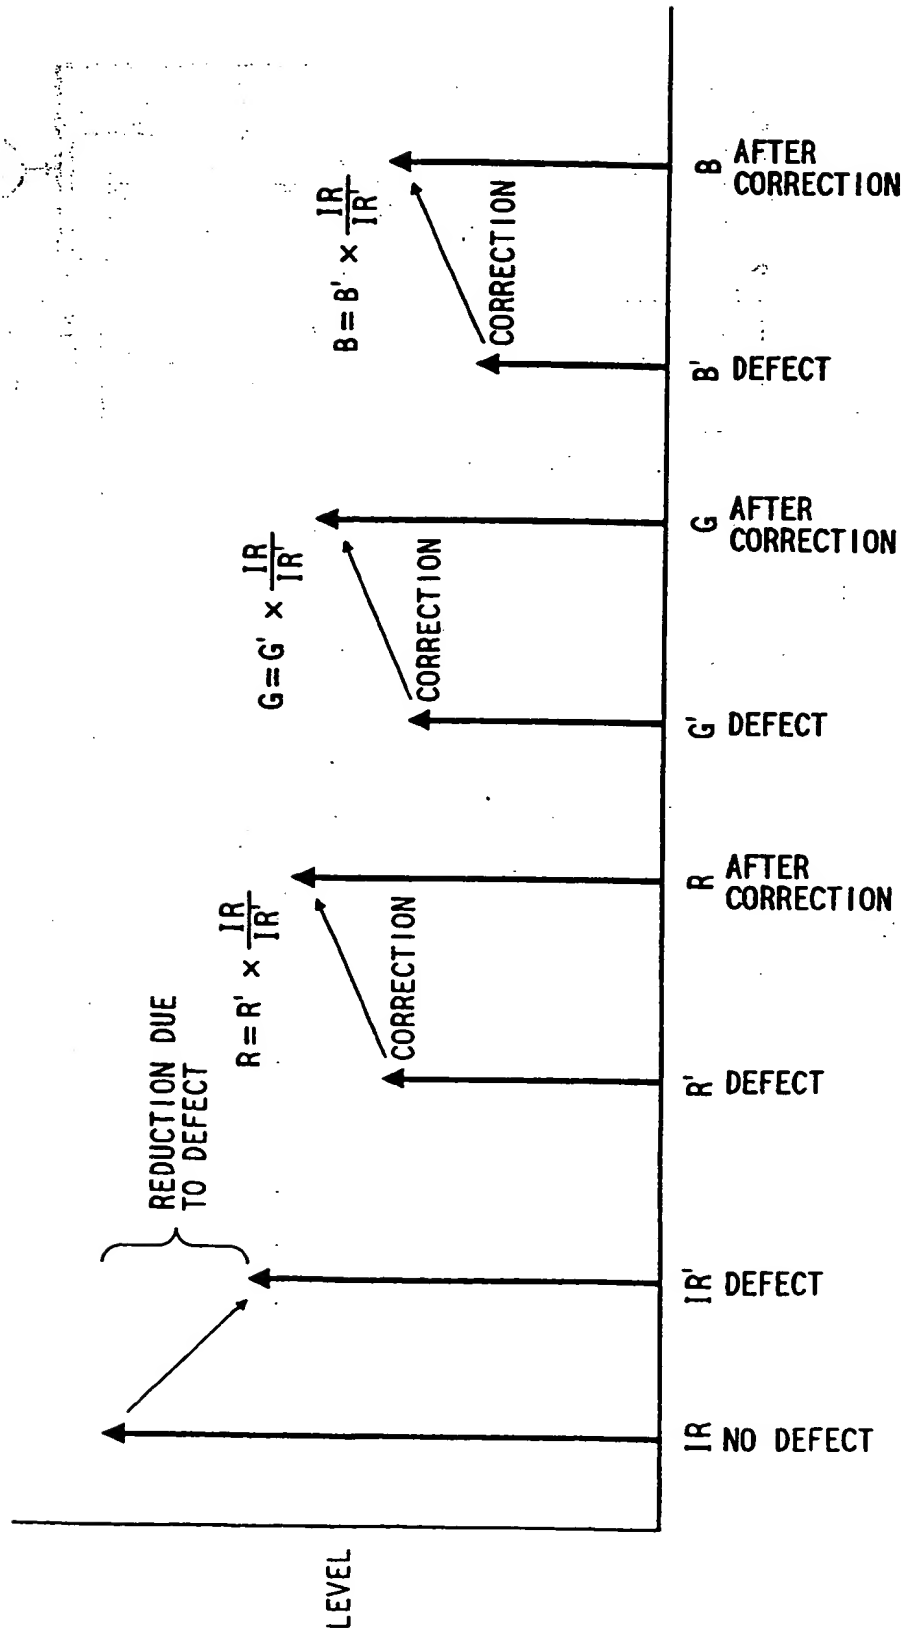 LEVEL
REDUCTION DUE
TO DEFECT
R = R' × IR/IR'
CORRECTION
G = G' × IR/IR'
CORRECTION
B = B' × IR/IR'
CORRECTION
IR NO DEFECT
IR' DEFECT
R' DEFECT
R AFTER
CORRECTION
G' DEFECT
G AFTER
CORRECTION
B' DEFECT
B AFTER
CORRECTION